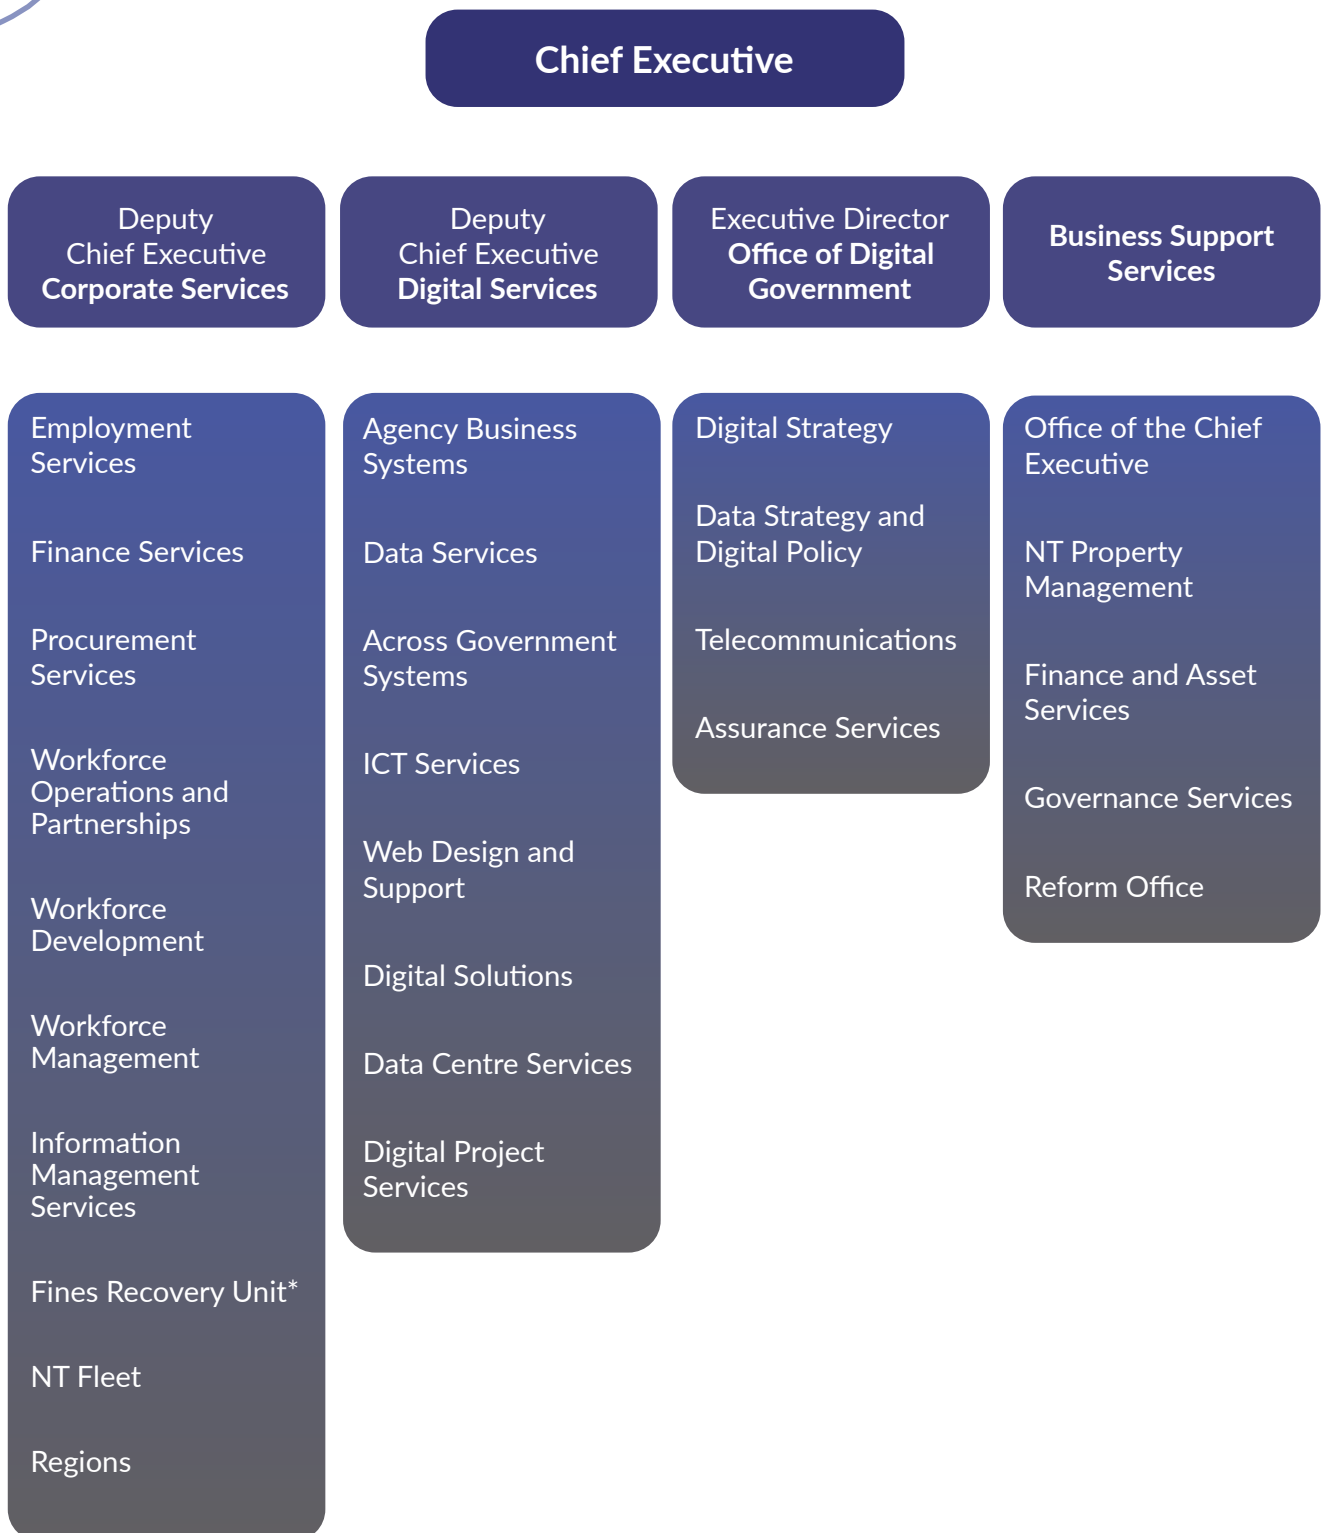 Chief Executive
Deputy
Chief Executive
Corporate Services
Deputy
Chief Executive
Digital Services
Executive Director
Office of Digital
Government
Business Support
Services
Employment
Services
Finance Services
Procurement
Services
Workforce
Operations and
Partnerships
Workforce
Development
Workforce
Management
Information
Management
Services
Fines Recovery Unit*
NT Fleet
Regions
Agency Business
Systems
Data Services
Across Government
Systems
ICT Services
Web Design and
Support
Digital Solutions
Data Centre Services
Digital Project
Services
Digital Strategy
Data Strategy and
Digital Policy
Telecommunications
Assurance Services
Office of the Chief
Executive
NT Property
Management
Finance and Asset
Services
Governance Services
Reform Office